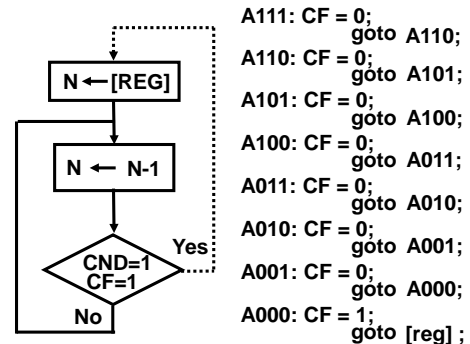 N ← [REG]
N ← N-1
Yes
CND=1
CF=1
No
A111: CF = 0;
goto A110;
A110: CF = 0;
goto A101;
A101: CF = 0;
goto A100;
A100: CF = 0;
goto A011;
A011: CF = 0;
goto A010;
A010: CF = 0;
goto A001;
A001: CF = 0;
goto A000;
A000: CF = 1;
goto [reg] ;